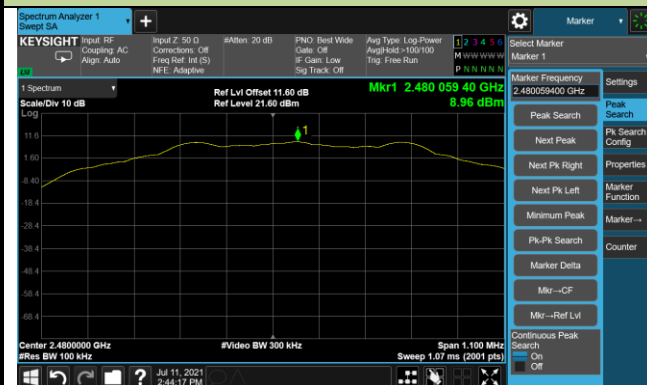 Spectrum Analyzer 1
Swept SA
+
Marker
KEYSIGHT
Input: RF
Coupling: AC
Align: Auto
Input Z: 50 Ω
Corrections: Off
Freq Ref: Int (S)
NFE: Adaptive
#Atten: 20 dB
PNO: Best Wide
Gate: Off
IF Gain: Low
Sig Track: Off
Avg Type: Log-Power
Avg|Hold:>100/100
Trig: Free Run
1 2 3 4 5 6
M W W W W W
P N N N N N
Select Marker
Marker 1
Marker Frequency
2.480059400 GHz
Settings
Peak Search
Next Peak
Next Pk Right
Next Pk Left
Minimum Peak
Pk-Pk Search
Marker Delta
Mkr→CF
Mkr→Ref Lvl
Continuous Peak
Search
On
Off
Peak
Search
Pk Search
Config
Properties
Marker
Function
Marker→
Counter
1 Spectrum
Scale/Div 10 dB
Log
Ref Lvl Offset 11.60 dB
Ref Level 21.60 dBm
Mkr1 2.480 059 40 GHz
8.96 dBm
1
11.6
1.60
-8.40
-18.4
-28.4
-38.4
-48.4
-58.4
-68.4
Center 2.4800000 GHz
#Res BW 100 kHz
#Video BW 300 kHz
Span 1.100 MHz
Sweep 1.07 ms (2001 pts)
?
Jul 11, 2021
2:44:17 PM